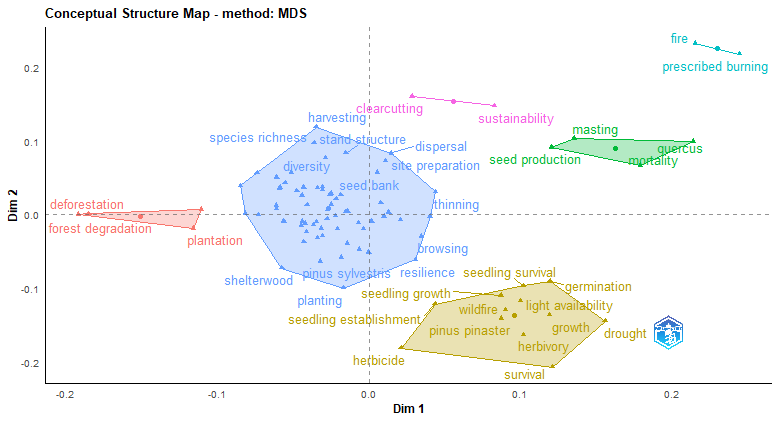 Conceptual Structure Map - method: MDS
fire
prescribed burning
clearcutting
sustainability
harvesting
masting
species richness
stand structure
dispersal
quercus
seed production
mortality
diversity
site preparation
seed bank
deforestation
thinning
forest degradation
plantation
browsing
pinus sylvestris
resilience
seedling survival
shelterwood
germination
planting
seedling growth
light availability
wildfire
seedling establishment
pinus pinaster
growth
drought
herbivory
herbicide
survival
0.2
0.1
0.0
-0.1
-0.2
Dim 2
-0.2
-0.1
0.0
0.1
0.2
Dim 1